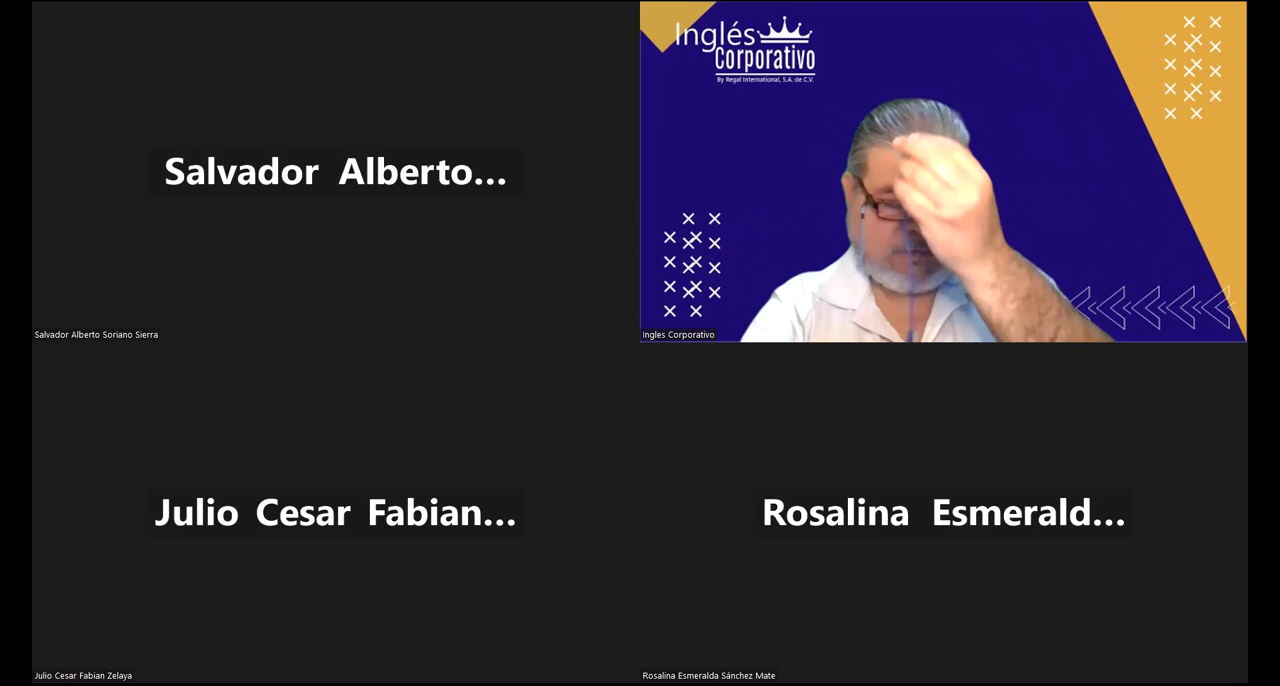 Salvador Alberto...
Salvador Alberto Soriano Sierra
Inglés
Corporativo
By Regal International, S.A. de C.V.
Ingles Corporativo
Julio Cesar Fabian...
Julio Cesar Fabian Zelaya
Rosalina Esmerald...
Rosalina Esmeralda Sánchez Mate